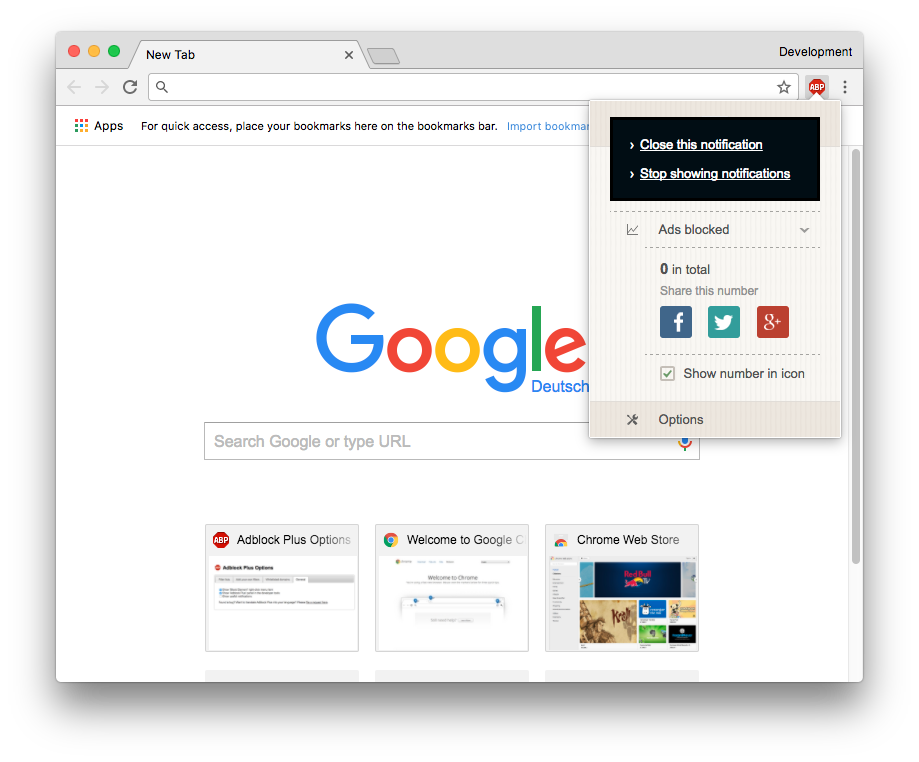 New Tab
Development
ABP
Apps
For quick access, place your bookmarks here on the bookmarks bar. Import bookmar
› Close this notification
› Stop showing notifications
Ads blocked
0 in total
Share this number
f
g+
Show number in icon
Options
Google
Deutsch
Search Google or type URL
ABP Adblock Plus Options
Welcome to Google C
Chrome Web Store
Adblock Plus Options
Welcome to Chrome
Red Bull